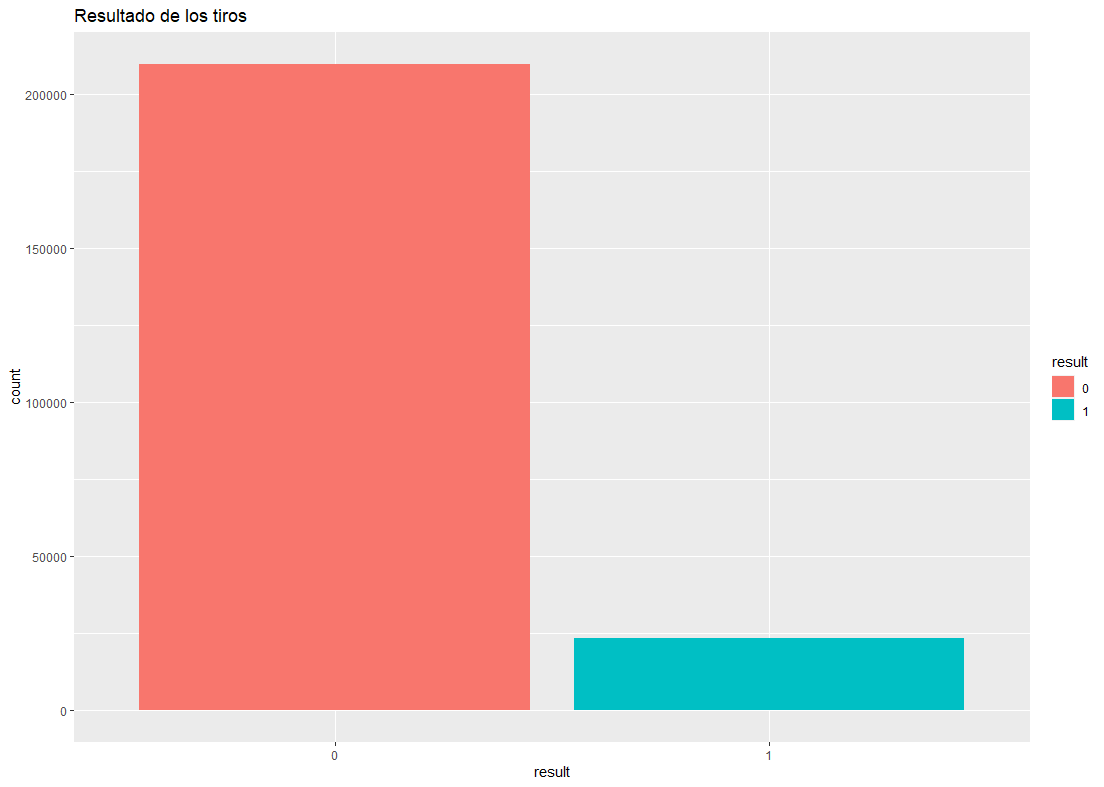 Resultado de los tiros
200000
150000
100000
50000
0
count
0
1
result
result
0
1